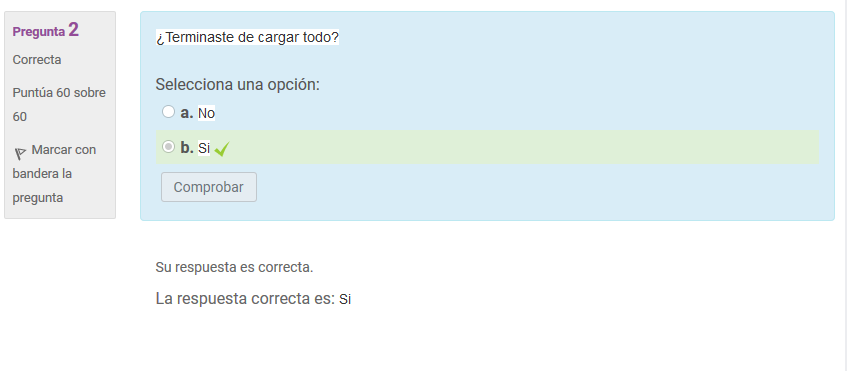 Pregunta 2
Correcta
Puntúa 60 sobre
60
Marcar con
bandera la
pregunta
¿Terminaste de cargar todo?
Selecciona una opción:
a. No
b. Si
Comprobar
Su respuesta es correcta.
La respuesta correcta es: Si